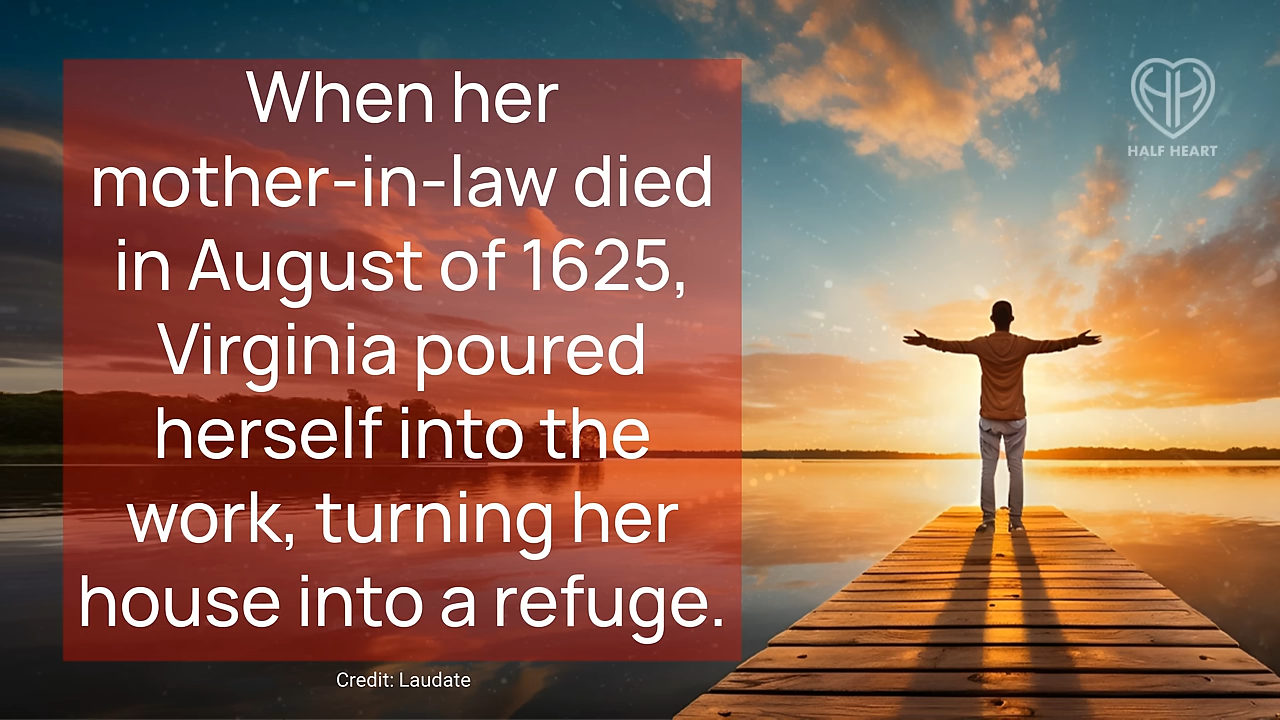 When her
mother-in-law died
in August of 1625,
Virginia poured
herself into the
work, turning her
house into a refuge.
Credit: Laudate
HALF HEART